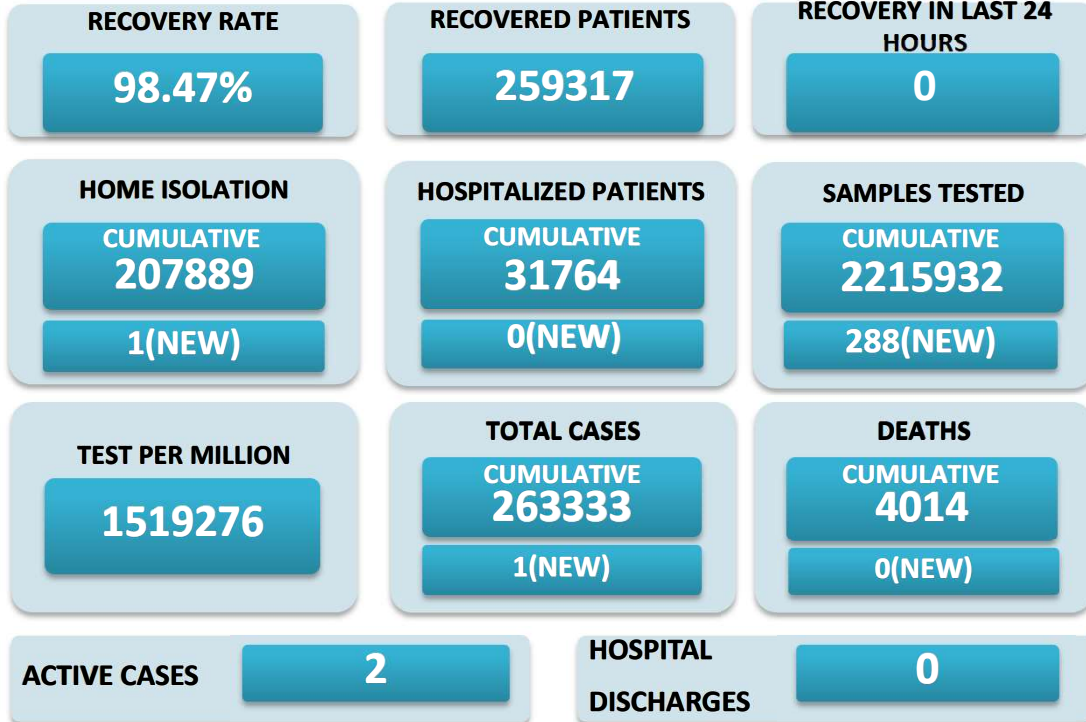 RECOVERY RATE
98.47%
RECOVERED PATIENTS
259317
RECOVERY IN LAST 24
HOURS
0
HOME ISOLATION
CUMULATIVE
207889
1(NEW)
HOSPITALIZED PATIENTS
CUMULATIVE
31764
0(NEW)
SAMPLES TESTED
CUMULATIVE
2215932
288(NEW)
TEST PER MILLION
1519276
TOTAL CASES
CUMULATIVE
263333
1(NEW)
DEATHS
CUMULATIVE
4014
0(NEW)
ACTIVE CASES
2
HOSPITAL
DISCHARGES
0